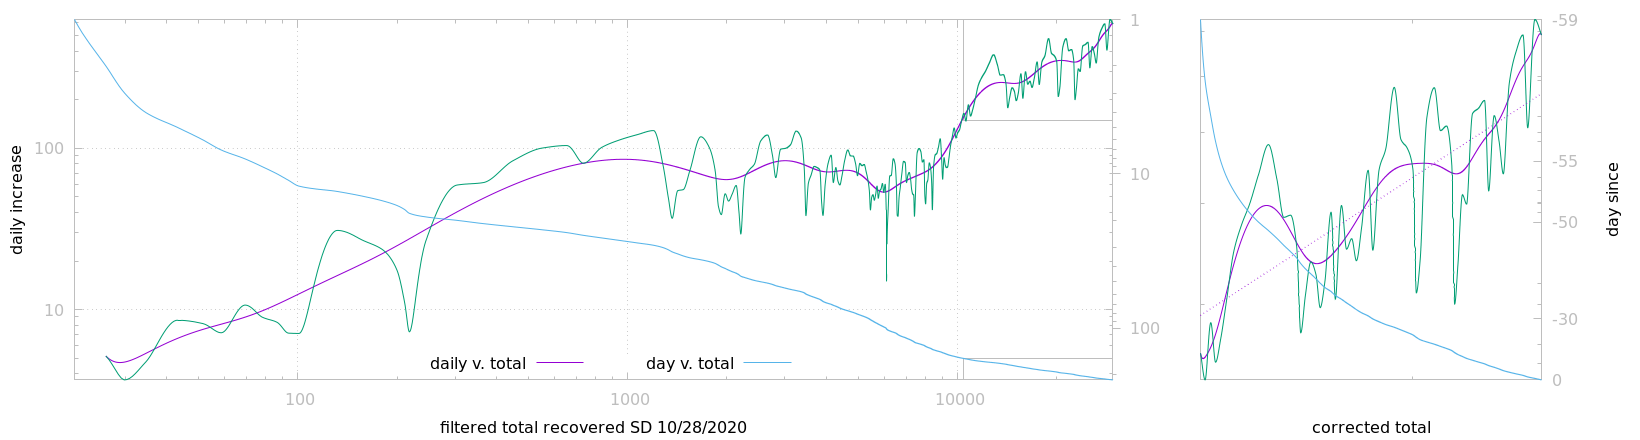 1
-59
100
daily increase
10
-55
-50
day since
10
100
-30
daily v. total
day v. total
0
100
1000
10000
filtered total recovered SD 10/28/2020
corrected total